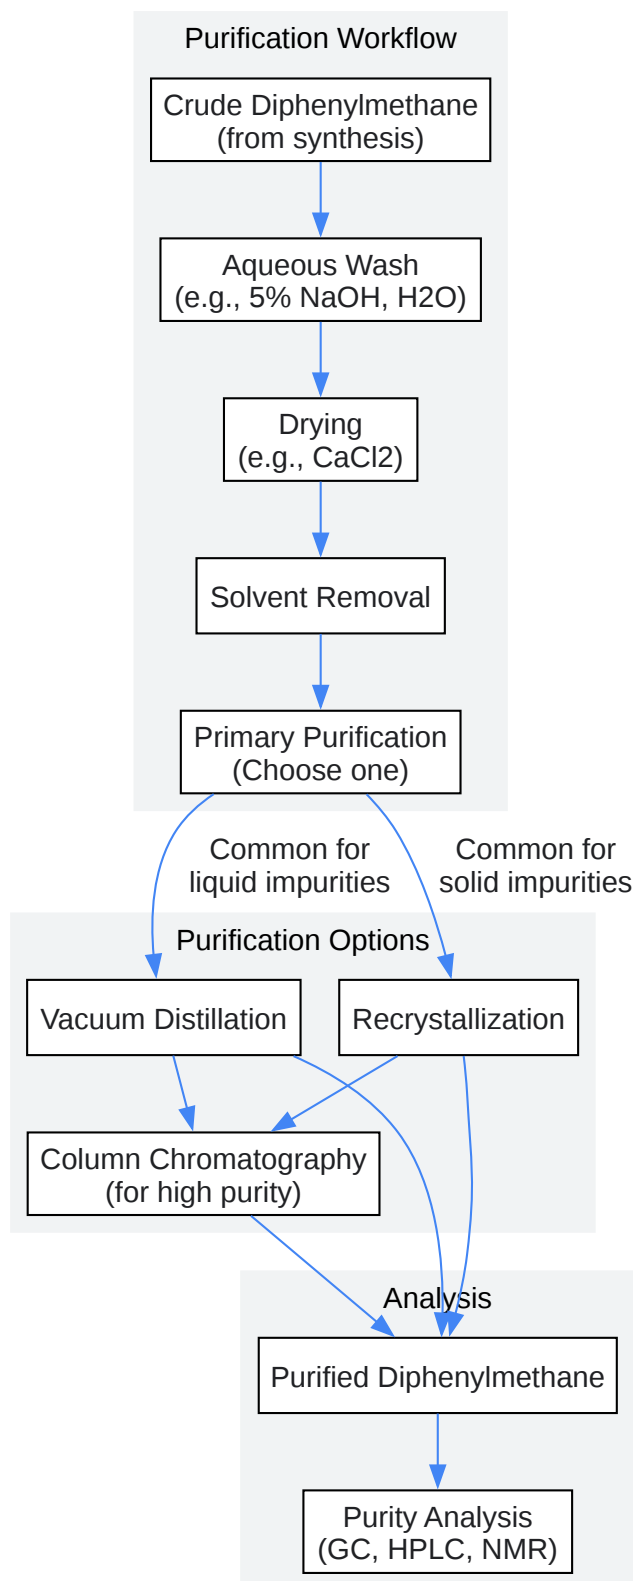 Purification Workflow
Crude Diphenylmethane
(from synthesis)
Aqueous Wash
(e.g., 5% NaOH, H2O)
Drying
(e.g., CaCl2)
Solvent Removal
Primary Purification
(Choose one)
Common for
liquid impurities
Common for
solid impurities
Purification Options
Vacuum Distillation
Recrystallization
Column Chromatography
(for high purity)
Analysis
Purified Diphenylmethane
Purity Analysis
(GC, HPLC, NMR)